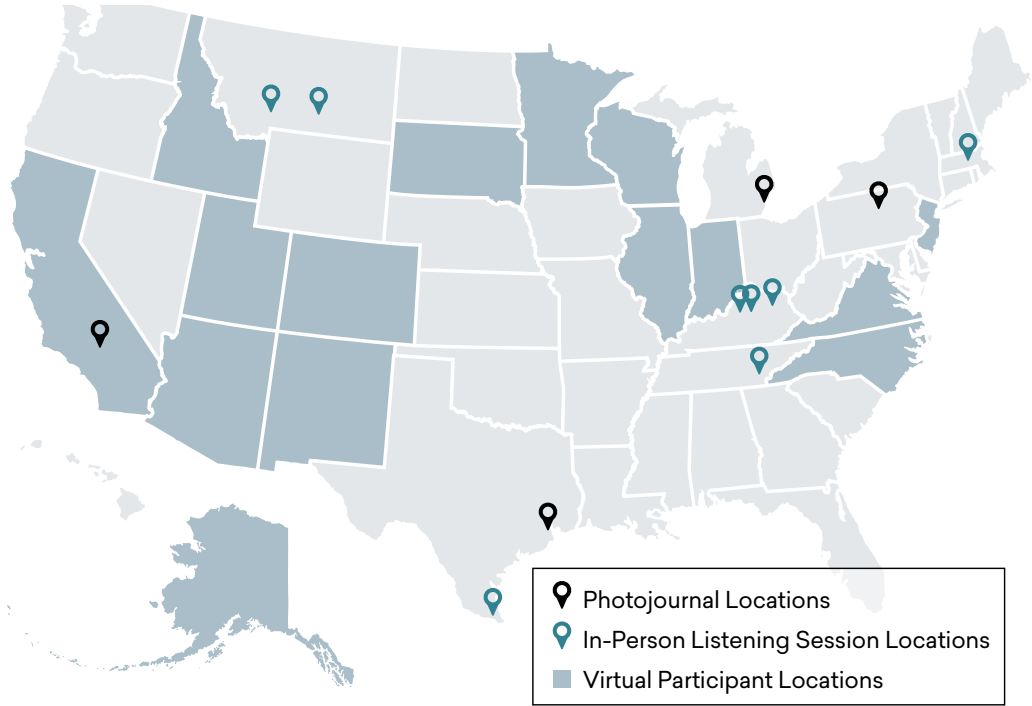 Photojournal Locations
In-Person Listening Session Locations
Virtual Participant Locations